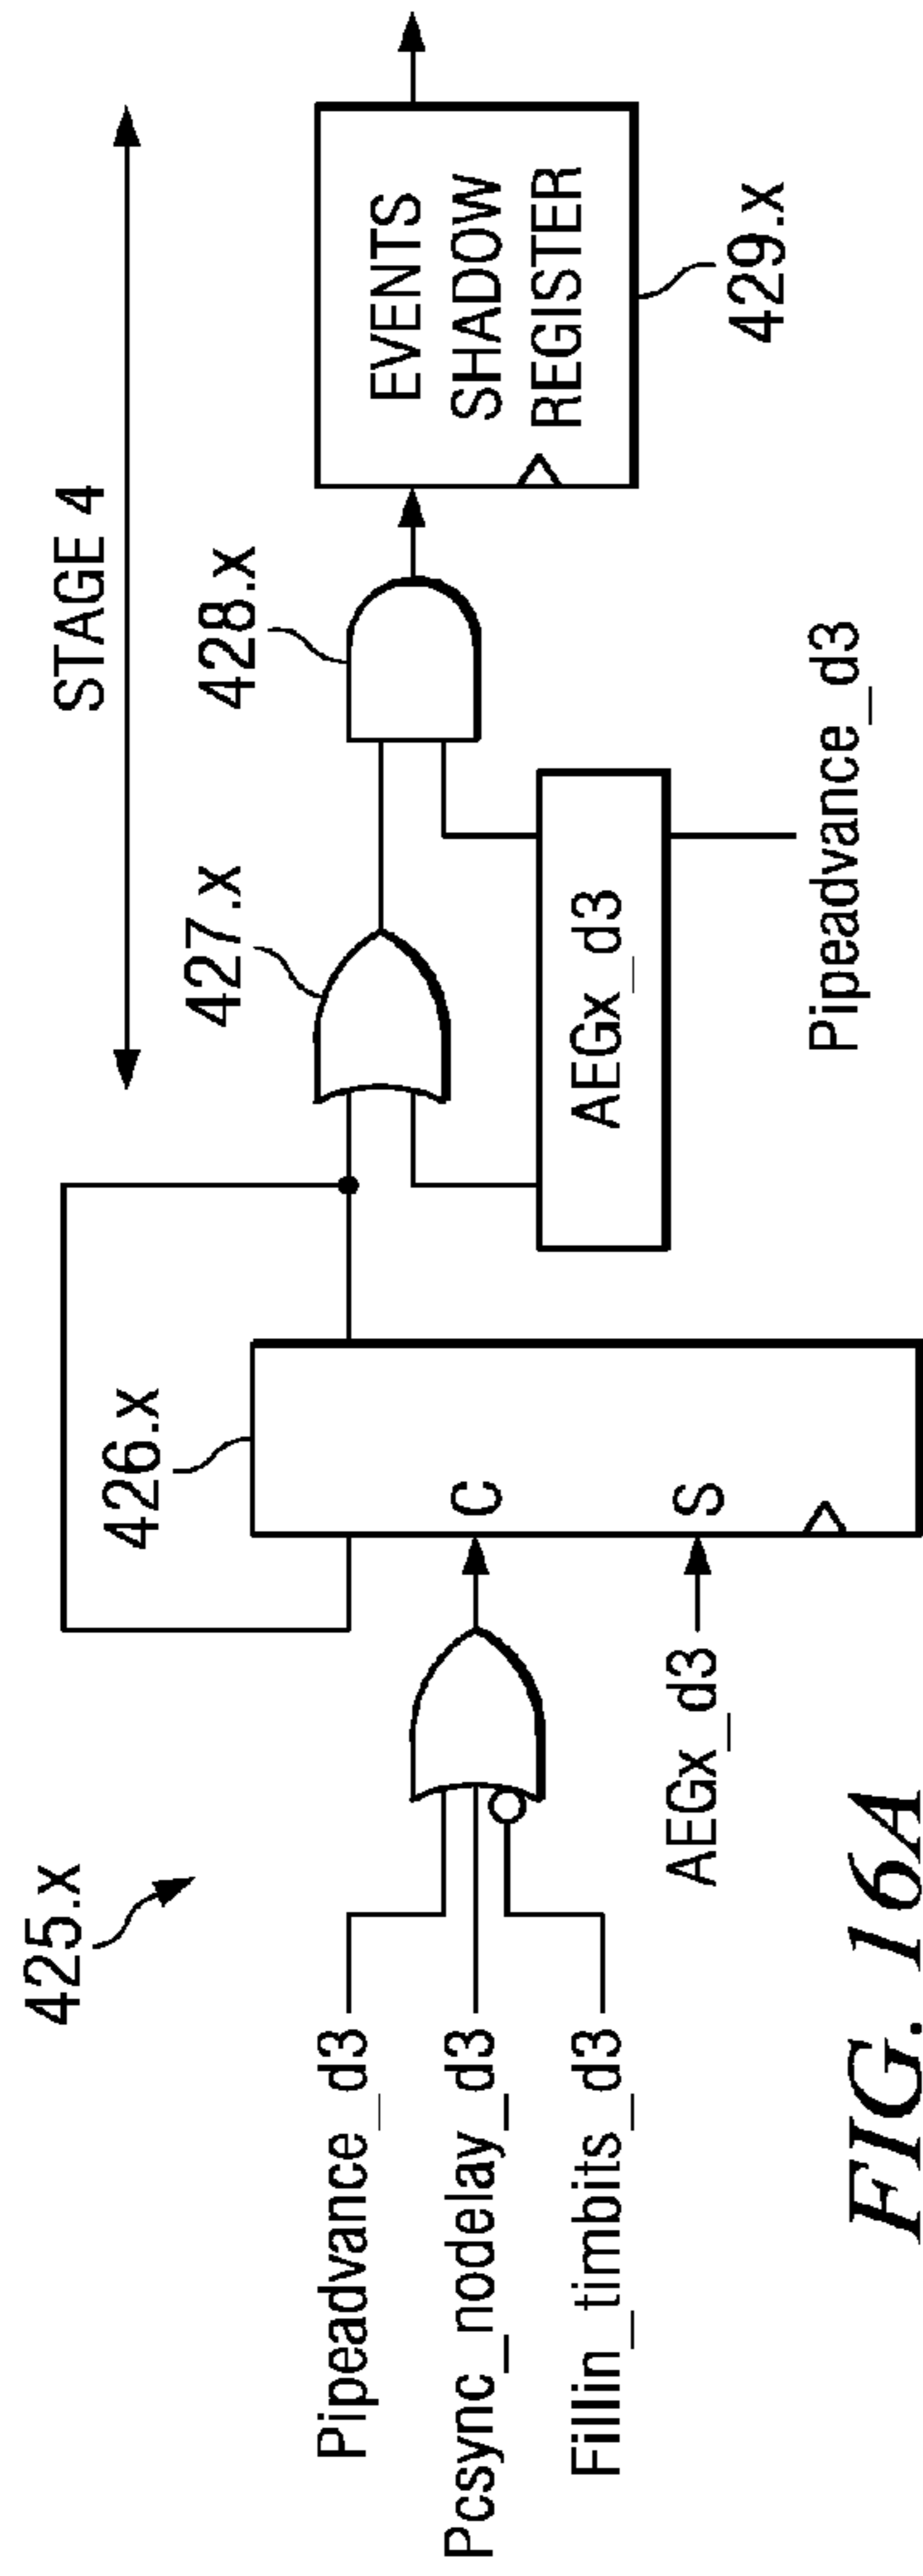 STAGE 4
425.x
426.x
427.x
428.x
Pipeadvance_d3
Pcsync_nodelay_d3
Fillin_timbits_d3
C
S
AEGx_d3
AEGx_d3
Pipeadvance_d3
EVENTS
SHADOW
REGISTER
429.x
FIG. 16A